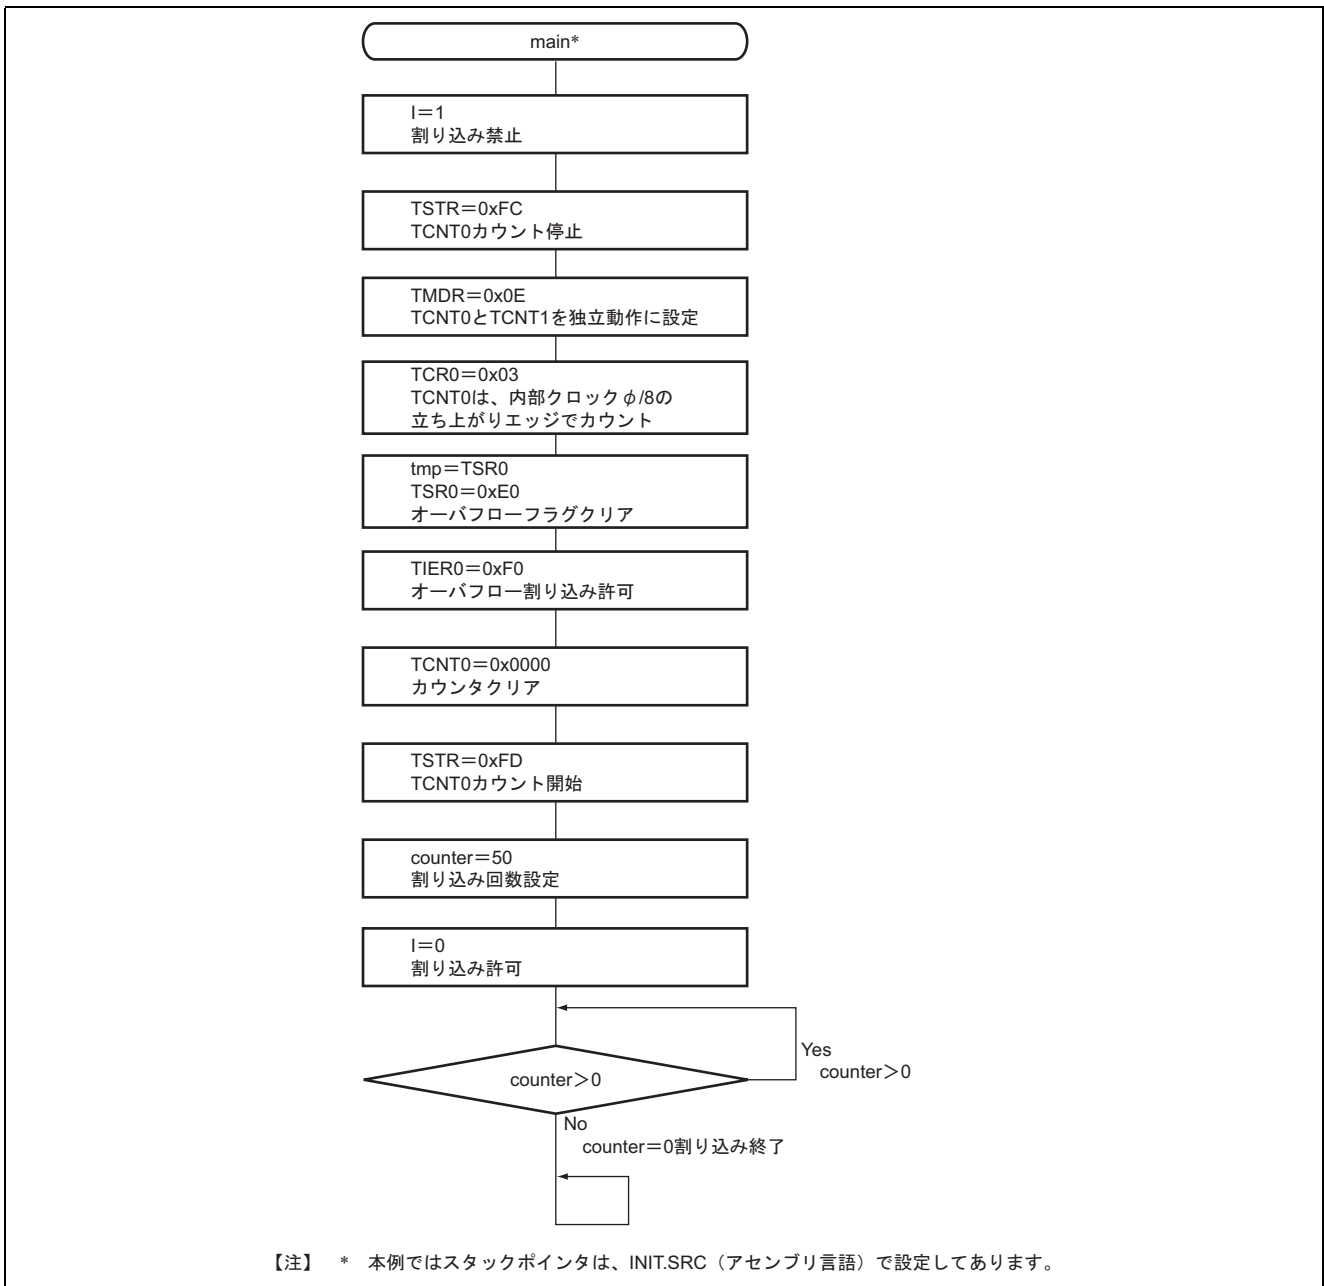 main*
I=1
割り込み禁止
TSTR=0xFC
TCNT0カウント停止
TMDR=0x0E
TCNT0とTCNT1を独立動作に設定
TCR0=0x03
TCNT0は、内部クロックφ/8の
立ち上がりエッジでカウント
tmp=TSR0
TSR0=0xE0
オーバフローフラグクリア
TIER0=0xF0
オーバフロー割り込み許可
TCNT0=0x0000
カウンタクリア
TSTR=0xFD
TCNT0カウント開始
counter=50
割り込み回数設定
I=0
割り込み許可
counter>0
Yes
counter>0
No
counter=0割り込み終了
【注】 * 本例ではスタックポインタは、INIT.SRC(アセンブリ言語)で設定してあります。